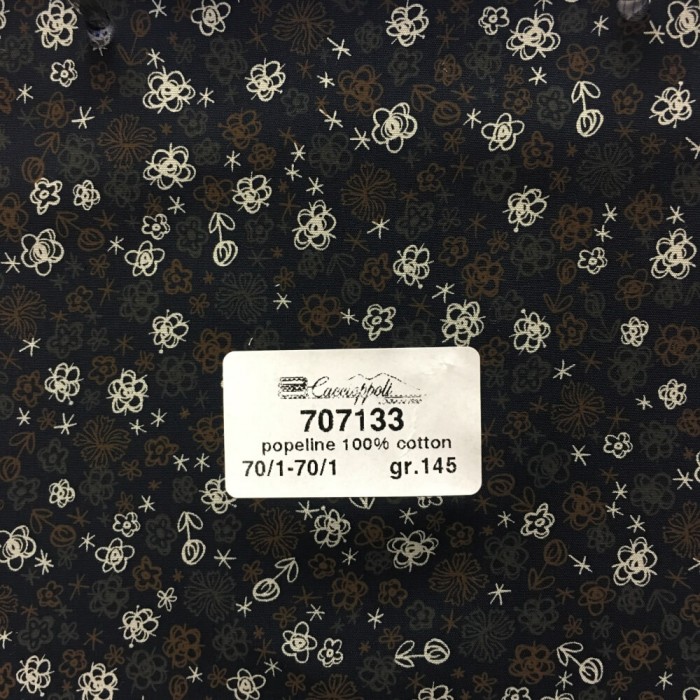 Caccioppoli
707133
popeline 100% cotton
70/1-70/1 gr.145